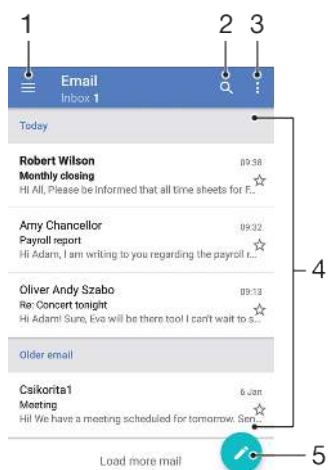 1 2 3
Email
Inbox 1
Today
Robert Wilson 09:38
Monthly closing
Hi All, Please be informed that all time sheets for F...
4
Amy Chancellor 09:32
Payroll report
Hi Adam, I am writing to you regarding the payroll r...
Oliver Andy Szabo 09:13
Re: Concert tonight
Hi Adam! Sure, Eva will be there too! I can't wait to s...
Older email
Csikorita1 6 Jan
Meeting
Hi! We have a meeting scheduled for tomorrow. Sen...
Load more mail
5